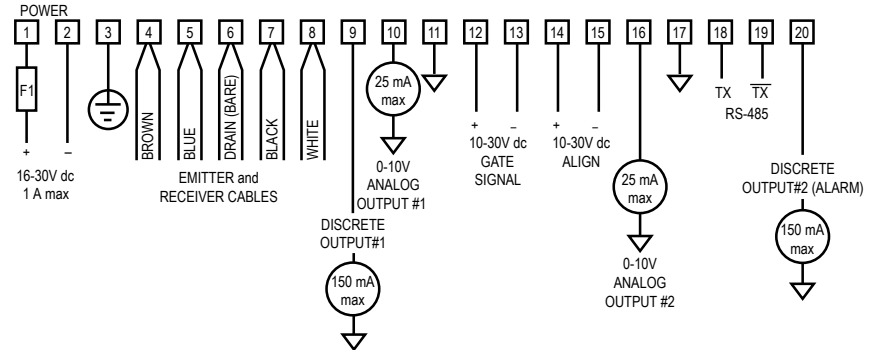 POWER
1 2 3 4 5 6 7 8 9 10 11 12 13 14 15 16 17 18 19 20
F1
+ –
16-30V dc
1 A max
BROWN
BLUE
DRAIN (BARE)
BLACK
WHITE
EMITTER and
RECEIVER CABLES
DISCRETE
OUTPUT#1
150 mA
max
25 mA
max
0-10V
ANALOG
OUTPUT #1
+ –
10-30V dc
GATE
SIGNAL
+ –
10-30V dc
ALIGN
25 mA
max
0-10V
ANALOG
OUTPUT #2
TX T̅X̅
RS-485
DISCRETE
OUTPUT#2 (ALARM)
150 mA
max